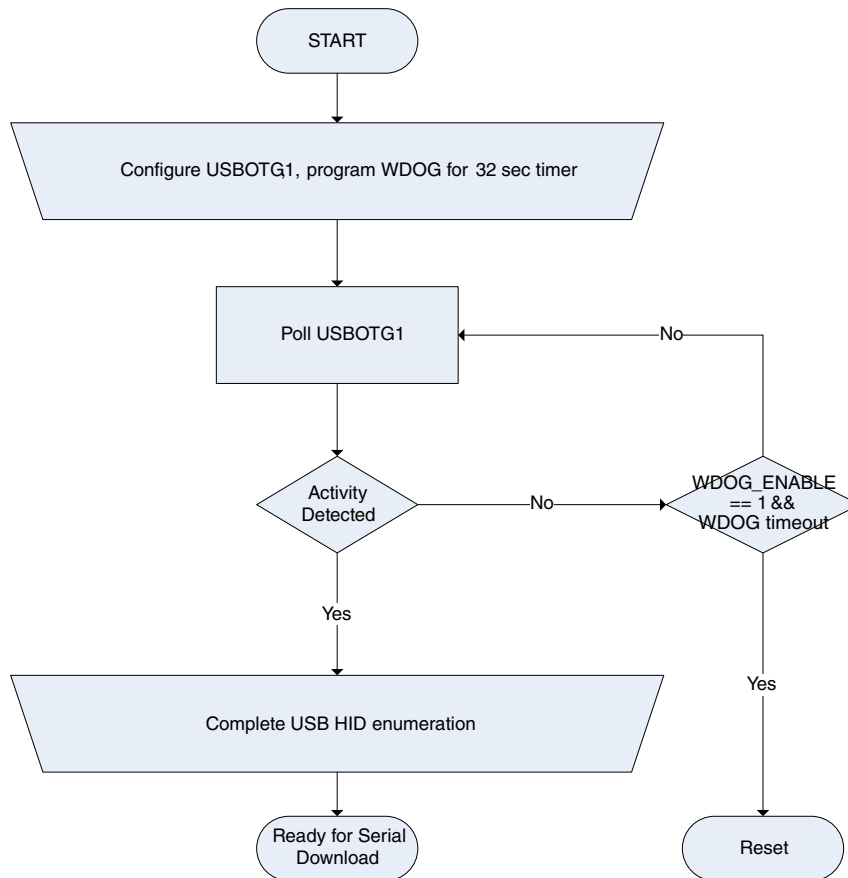 START
Configure USBOTG1, program WDOG for 32 sec timer
Poll USBOTG1
No
Activity
Detected
No
WDOG_ENABLE
== 1 &&
WDOG timeout
Yes
Complete USB HID enumeration
Yes
Ready for Serial
Download
Reset